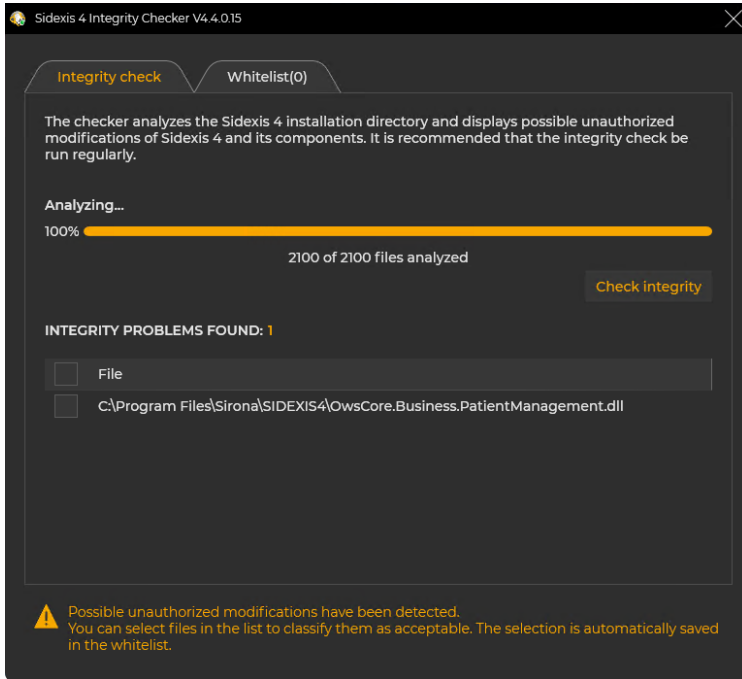 Sidexis 4 Integrity Checker V4.4.0.15
Integrity check
Whitelist(0)
The checker analyzes the Sidexis 4 installation directory and displays possible unauthorized
modifications of Sidexis 4 and its components. It is recommended that the integrity check be
run regularly.
Analyzing...
100%
2100 of 2100 files analyzed
Check integrity
INTEGRITY PROBLEMS FOUND: 1
File
C:\Program Files\Sirona\SIDEXIS4\OwsCore.Business.PatientManagement.dll
Possible unauthorized modifications have been detected.
You can select files in the list to classify them as acceptable. The selection is automatically saved
in the whitelist.